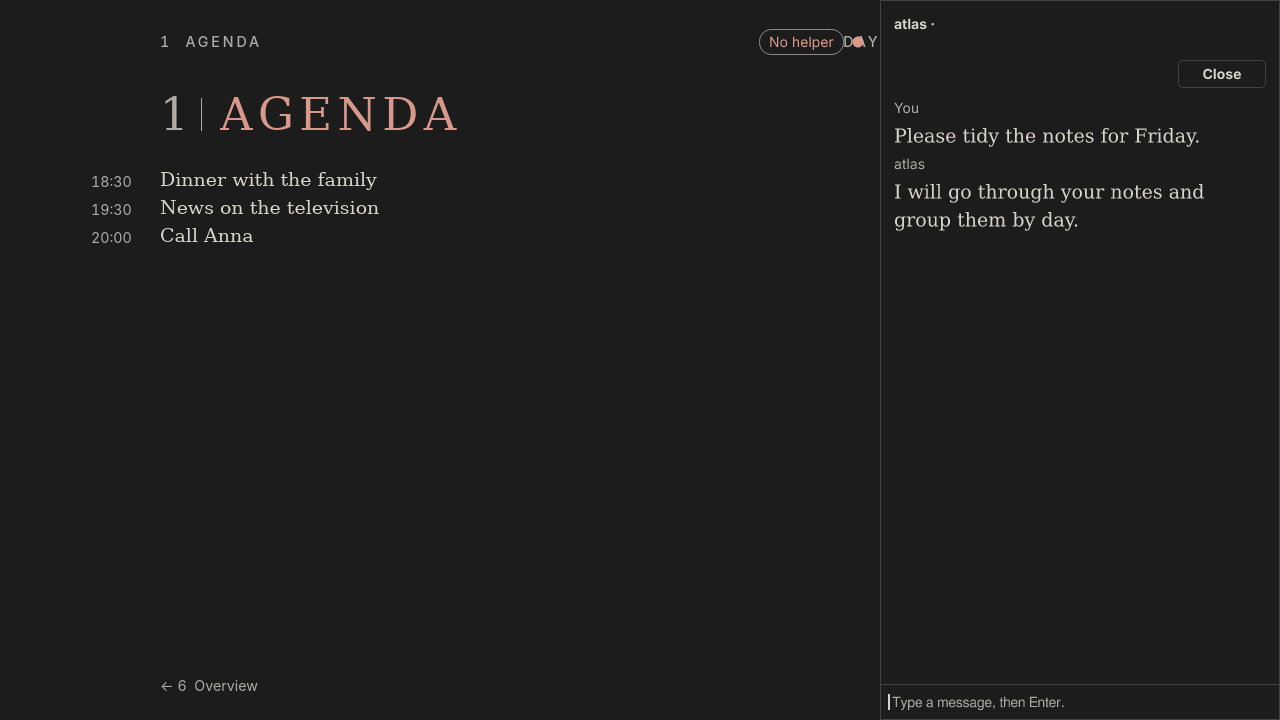 1 AGENDA
No helper
DAY
1 AGENDA
18:30 Dinner with the family
19:30 News on the television
20:00 Call Anna
← 6 Overview
atlas ·
Close
You
Please tidy the notes for Friday.
atlas
I will go through your notes and
group them by day.
Type a message, then Enter.